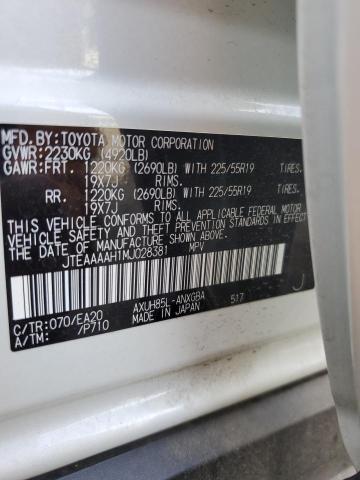 MFD.BY:TOYOTA MOTOR CORPORATION
GVWR:2230KG (4920LB)
GAWR:FRT. 1220KG (2690LB) WITH 225/55R19 TIRES.
19X7J RIMS.
RR. 1220KG (2690LB) WITH 225/55R19 TIRES.
19X7J RIMS.
THIS VEHICLE CONFORMS TO ALL APPLICABLE FEDERAL MOTOR
VEHICLE SAFETY, BUMPER, AND THEFT PREVENTION STANDARDS
IN EFFECT ON THE DATE OF MANUFACTURE SHOWN ABOVE.
JTEAAAAH1MJ028381 MPV
C/TR:070/EA20 AXUH85L-ANXGBA 517
A/TM: /P710 MADE IN JAPAN
J